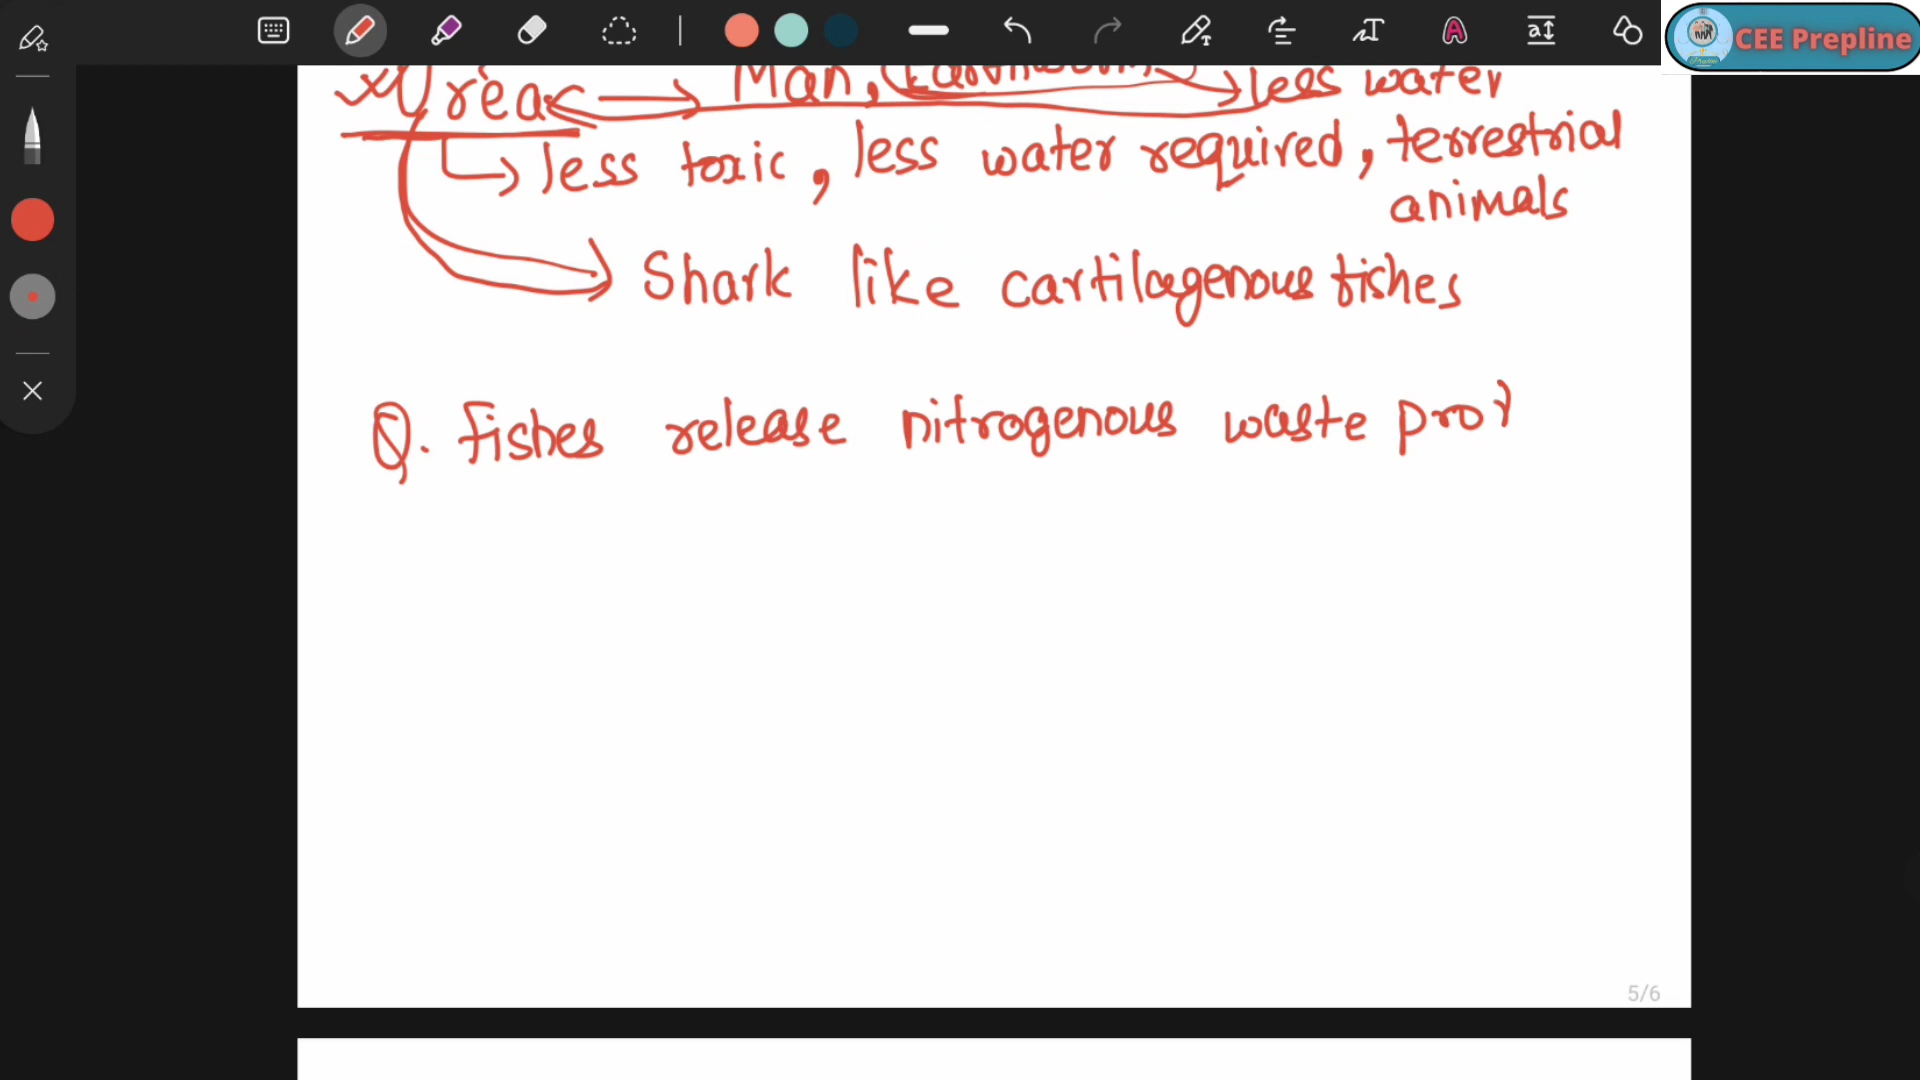 CEE Prepline
Urea → Man, → less water
less toxic, less water required, terrestrial
animals
Shark like cartilagenous fishes
Q. fishes release nitrogenous waste pro
5/6